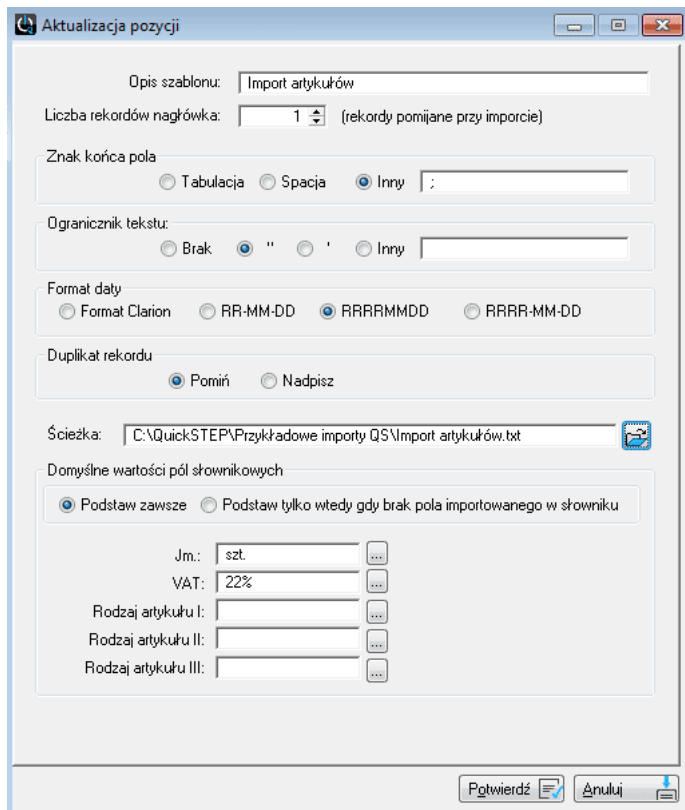 Aktualizacja pozycji
Opis szablonu: Import artykułów
Liczba rekordów nagłówka: 1 (rekordy pomijane przy imporcie)
Znak końca pola
Tabulacja Spacja Inny ;
Ogranicznik tekstu:
Brak " ' Inny
Format daty
Format Clarion RR-MM-DD RRRRMMDD RRRR-MM-DD
Duplikat rekordu
Pomiń Nadpisz
Ścieżka: C:\QuickSTEP\Przykładowe importy QS\Import artykułów.txt
Domyślne wartości pól słownikowych
Podstaw zawsze Podstaw tylko wtedy gdy brak pola importowanego w słowniku
Jm.: szt. ...
VAT: 22% ...
Rodzaj artykułu I: ...
Rodzaj artykułu II: ...
Rodzaj artykułu III: ...
Potwierdź Anuluj